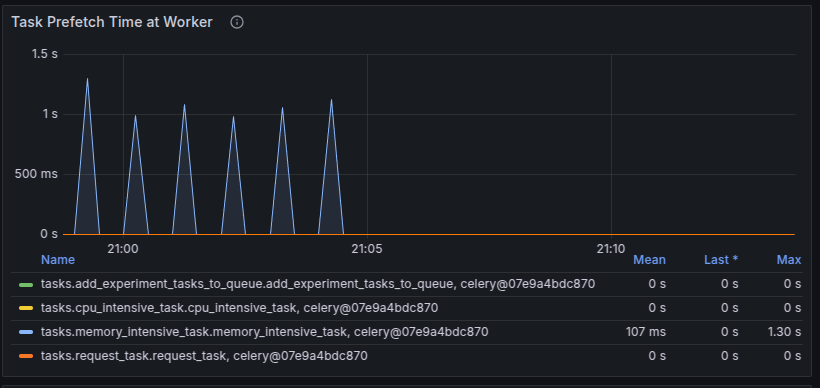 Task Prefetch Time at Worker
1.5 s
1 s
500 ms
0 s
21:00 21:05 21:10
Name Mean Last * Max
tasks.add_experiment_tasks_to_queue.add_experiment_tasks_to_queue, celery@07e9a4bdc870 0 s 0 s 0 s
tasks.cpu_intensive_task.cpu_intensive_task, celery@07e9a4bdc870 0 s 0 s 0 s
tasks.memory_intensive_task.memory_intensive_task, celery@07e9a4bdc870 107 ms 0 s 1.30 s
tasks.request_task.request_task, celery@07e9a4bdc870 0 s 0 s 0 s